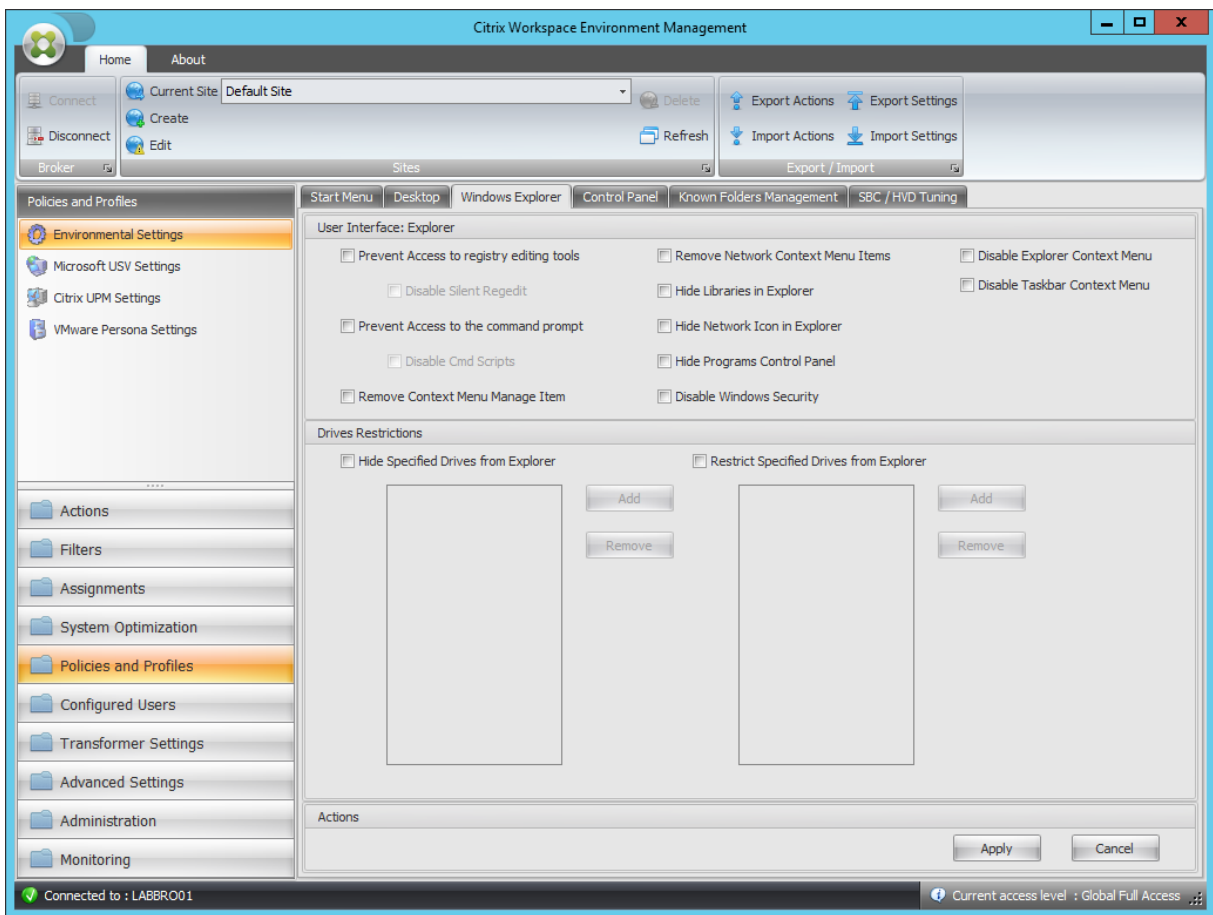 Citrix Workspace Environment Management
Home About
Connect
Disconnect
Broker
Current Site Default Site
Create
Edit
Delete
Refresh
Sites
Export Actions Export Settings
Import Actions Import Settings
Export / Import
Policies and Profiles
Environmental Settings
Microsoft USV Settings
Citrix UPM Settings
VMware Persona Settings
Actions
Filters
Assignments
System Optimization
Policies and Profiles
Configured Users
Transformer Settings
Advanced Settings
Administration
Monitoring
Start Menu Desktop Windows Explorer Control Panel Known Folders Management SBC / HVD Tuning
User Interface: Explorer
Prevent Access to registry editing tools
Disable Silent Regedit
Prevent Access to the command prompt
Disable Cmd Scripts
Remove Context Menu Manage Item
Remove Network Context Menu Items
Hide Libraries in Explorer
Hide Network Icon in Explorer
Hide Programs Control Panel
Disable Windows Security
Disable Explorer Context Menu
Disable Taskbar Context Menu
Drives Restrictions
Hide Specified Drives from Explorer
Add
Remove
Restrict Specified Drives from Explorer
Add
Remove
Actions
Apply Cancel
Connected to : LABBRO01
Current access level : Global Full Access